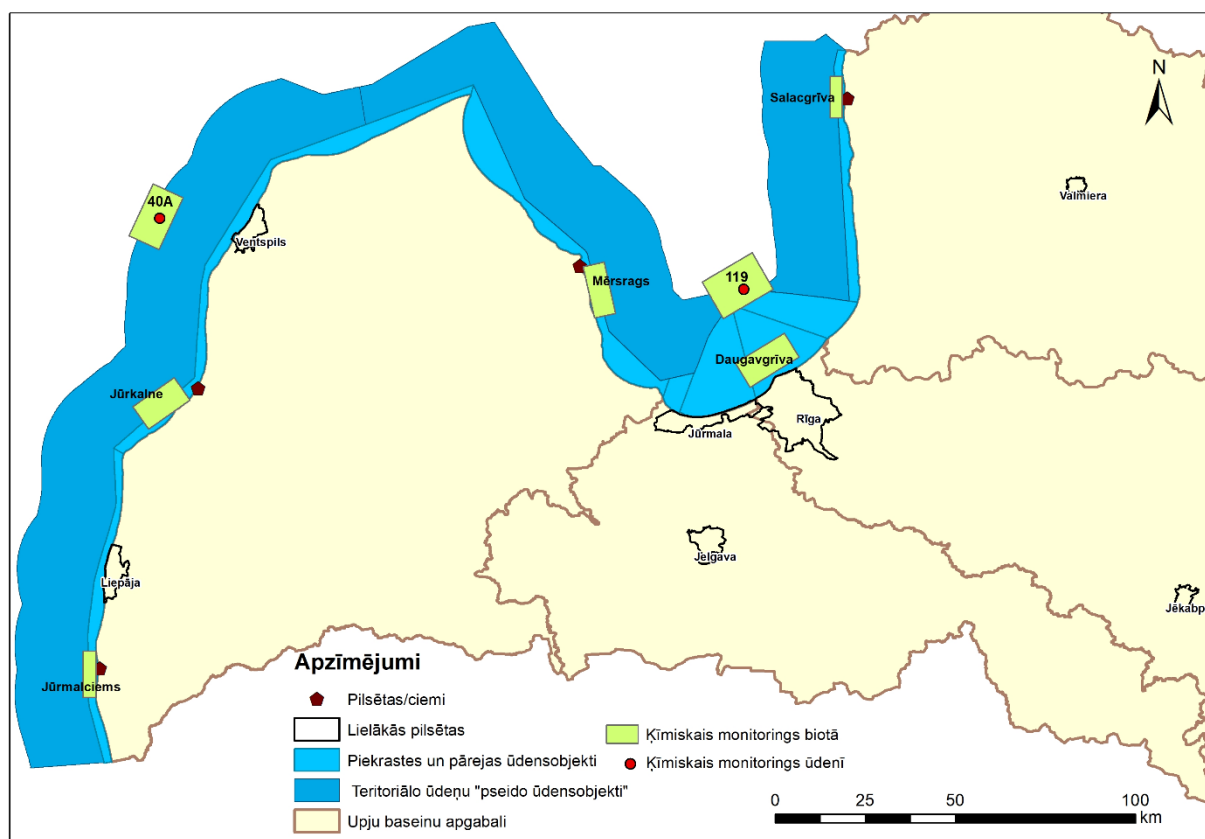 Salacgrīva
N
Valmiera
40A
Ventspils
Mērsrags
119
Daugavgrīva
Jūrkalne
Rīga
Jūrmala
Jelgava
Liepāja
Jēkabp
Jūrmalciems
Apzīmējumi
Pilsētas/ciemi
Lielākās pilsētas
Piekrastes un pārejas ūdensobjekti
Teritoriālo ūdeņu "pseido ūdensobjekti"
Upju baseinu apgabali
Ķīmiskais monitorings biotā
Ķīmiskais monitorings ūdenī
0 25 50 100
km